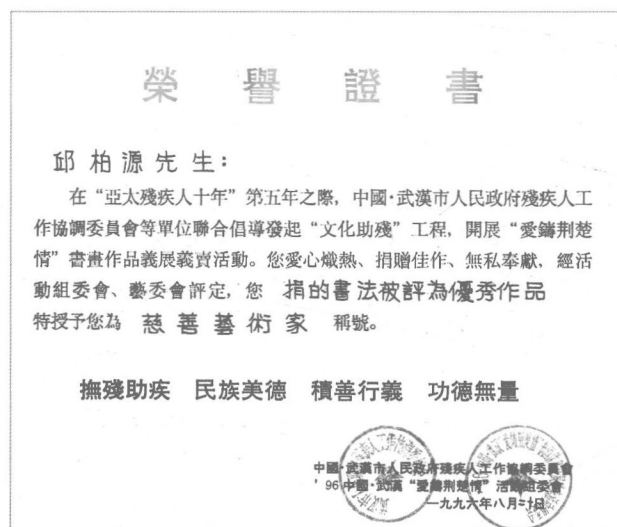 榮譽證書
邱柏源先生：
在“亞太殘疾人十年”第五年之際，中國·武漢市人民政府殘疾人工
作協調委員會等單位聯合倡導發起“文化助殘”工程，開展“愛鑄荆楚
情”書畫作品義展義賣活動。您愛心熾熱、捐贈佳作、無私奉獻，經活
動組委會、藝委會評定，您 捐的書法被評為優秀作品
特授予您為 慈善藝術家 稱號。
撫殘助疾 民族美德 積善行義 功德無量
中國·武漢市人民政府殘疾人工作協調委員會
’96中國·武漢“愛鑄荆楚情”活動組委會
一九九六年八月二十日